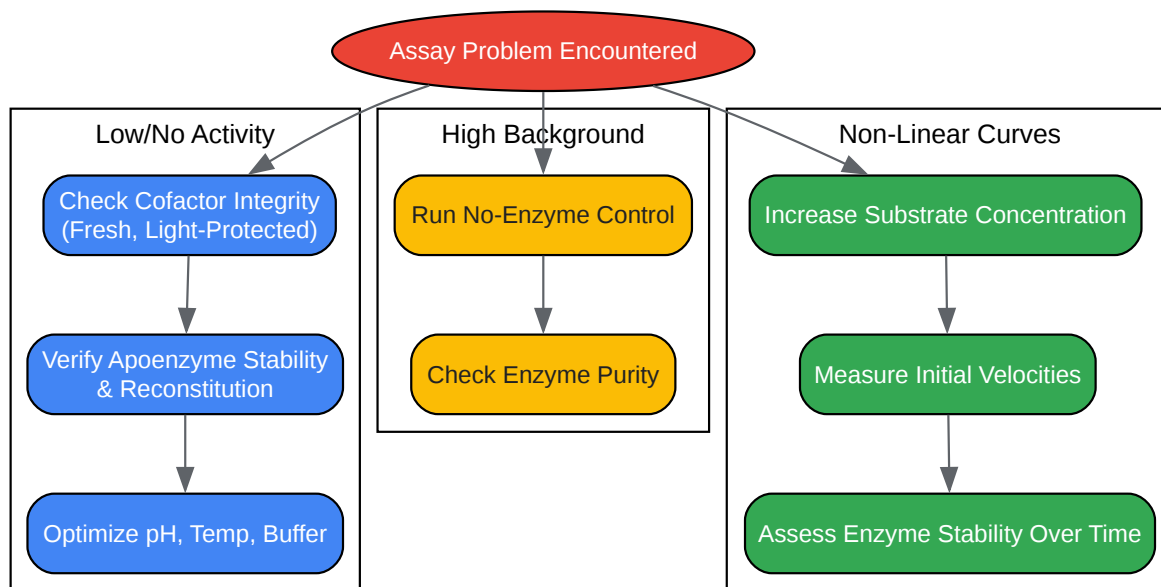 Assay Problem Encountered
Low/No Activity
Check Cofactor Integrity
(Fresh, Light-Protected)
Verify Apoenzyme Stability
& Reconstitution
Optimize pH, Temp, Buffer
High Background
Run No-Enzyme Control
Check Enzyme Purity
Non-Linear Curves
Increase Substrate Concentration
Measure Initial Velocities
Assess Enzyme Stability Over Time